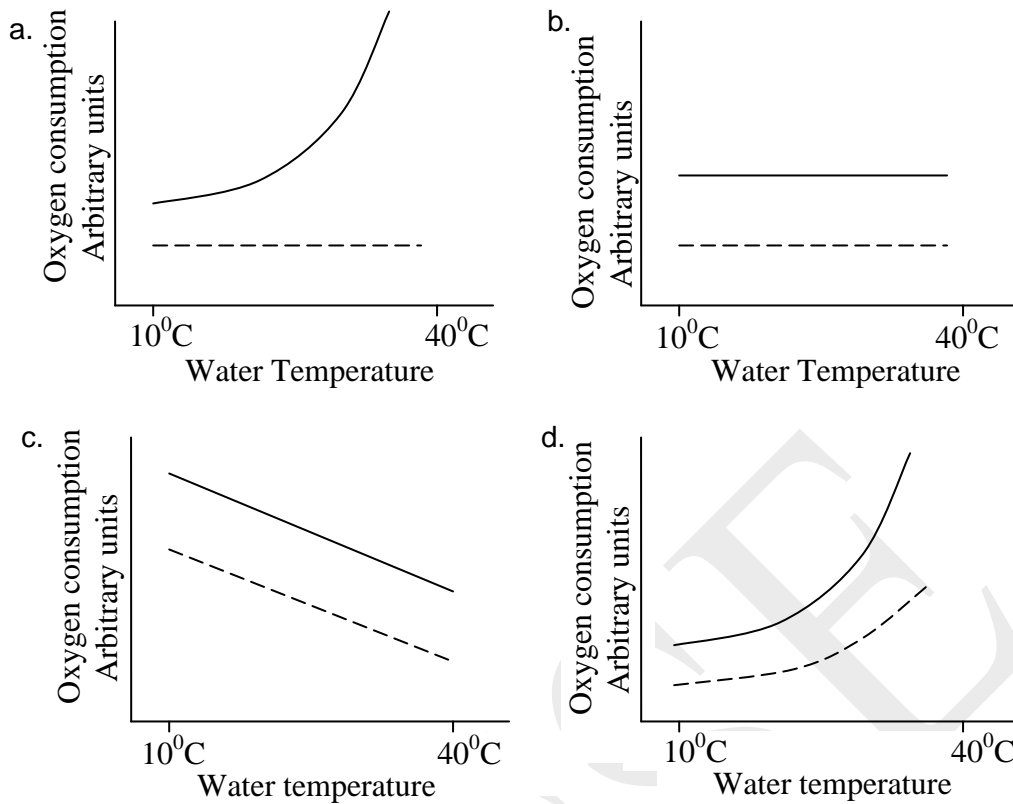 a.
Oxygen consumption
Arbitrary units
10⁰C
40⁰C
Water Temperature
b.
Oxygen consumption
Arbitrary units
10⁰C
40⁰C
Water Temperature
c.
Oxygen consumption
Arbitrary units
10⁰C
40⁰C
Water temperature
d.
Oxygen consumption
Arbitrary units
10⁰C
40⁰C
Water temperature